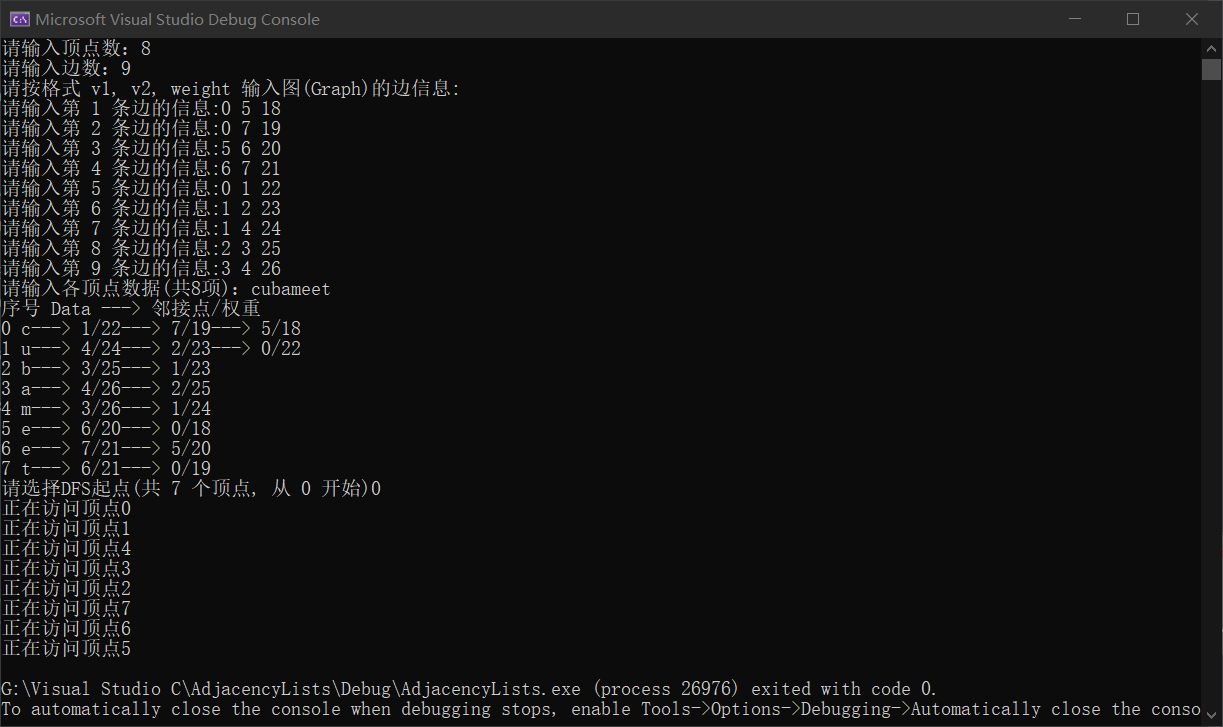 Microsoft Visual Studio Debug Console
请输入顶点数：8
请输入边数：9
请按格式 v1, v2, weight 输入图(Graph)的边信息:
请输入第 1 条边的信息:0 5 18
请输入第 2 条边的信息:0 7 19
请输入第 3 条边的信息:5 6 20
请输入第 4 条边的信息:6 7 21
请输入第 5 条边的信息:0 1 22
请输入第 6 条边的信息:1 2 23
请输入第 7 条边的信息:1 4 24
请输入第 8 条边的信息:2 3 25
请输入第 9 条边的信息:3 4 26
请输入各顶点数据(共8项)：cubameet
序号 Data ---> 邻接点/权重
0 c---> 1/22---> 7/19---> 5/18
1 u---> 4/24---> 2/23---> 0/22
2 b---> 3/25---> 1/23
3 a---> 4/26---> 2/25
4 m---> 3/26---> 1/24
5 e---> 6/20---> 0/18
6 e---> 7/21---> 5/20
7 t---> 6/21---> 0/19
请选择DFS起点(共 7 个顶点, 从 0 开始)0
正在访问顶点0
正在访问顶点1
正在访问顶点4
正在访问顶点3
正在访问顶点2
正在访问顶点7
正在访问顶点6
正在访问顶点5
G:\Visual Studio C\AdjacencyLists\Debug\AdjacencyLists.exe (process 26976) exited with code 0.
To automatically close the console when debugging stops, enable Tools->Options->Debugging->Automatically close the conso